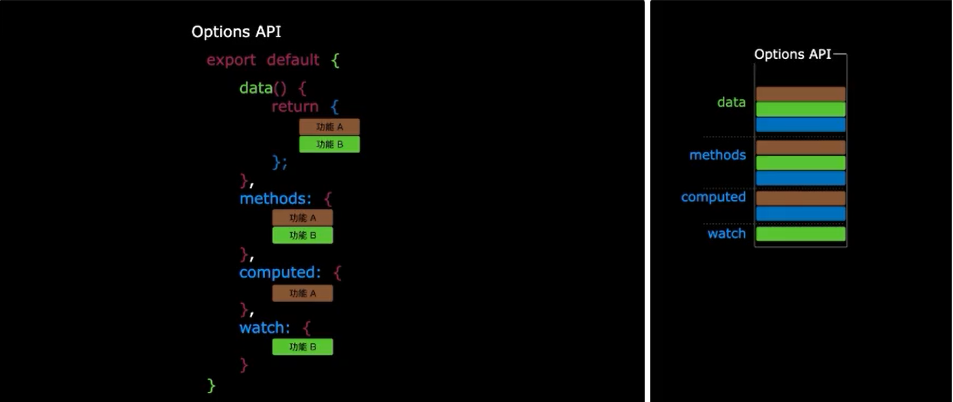 Options API
export default {
data() {
return {
功能 A
功能 B
};
},
methods: {
功能 A
功能 B
},
computed: {
功能 A
},
watch: {
功能 B
}
}
Options API
data
methods
computed
watch